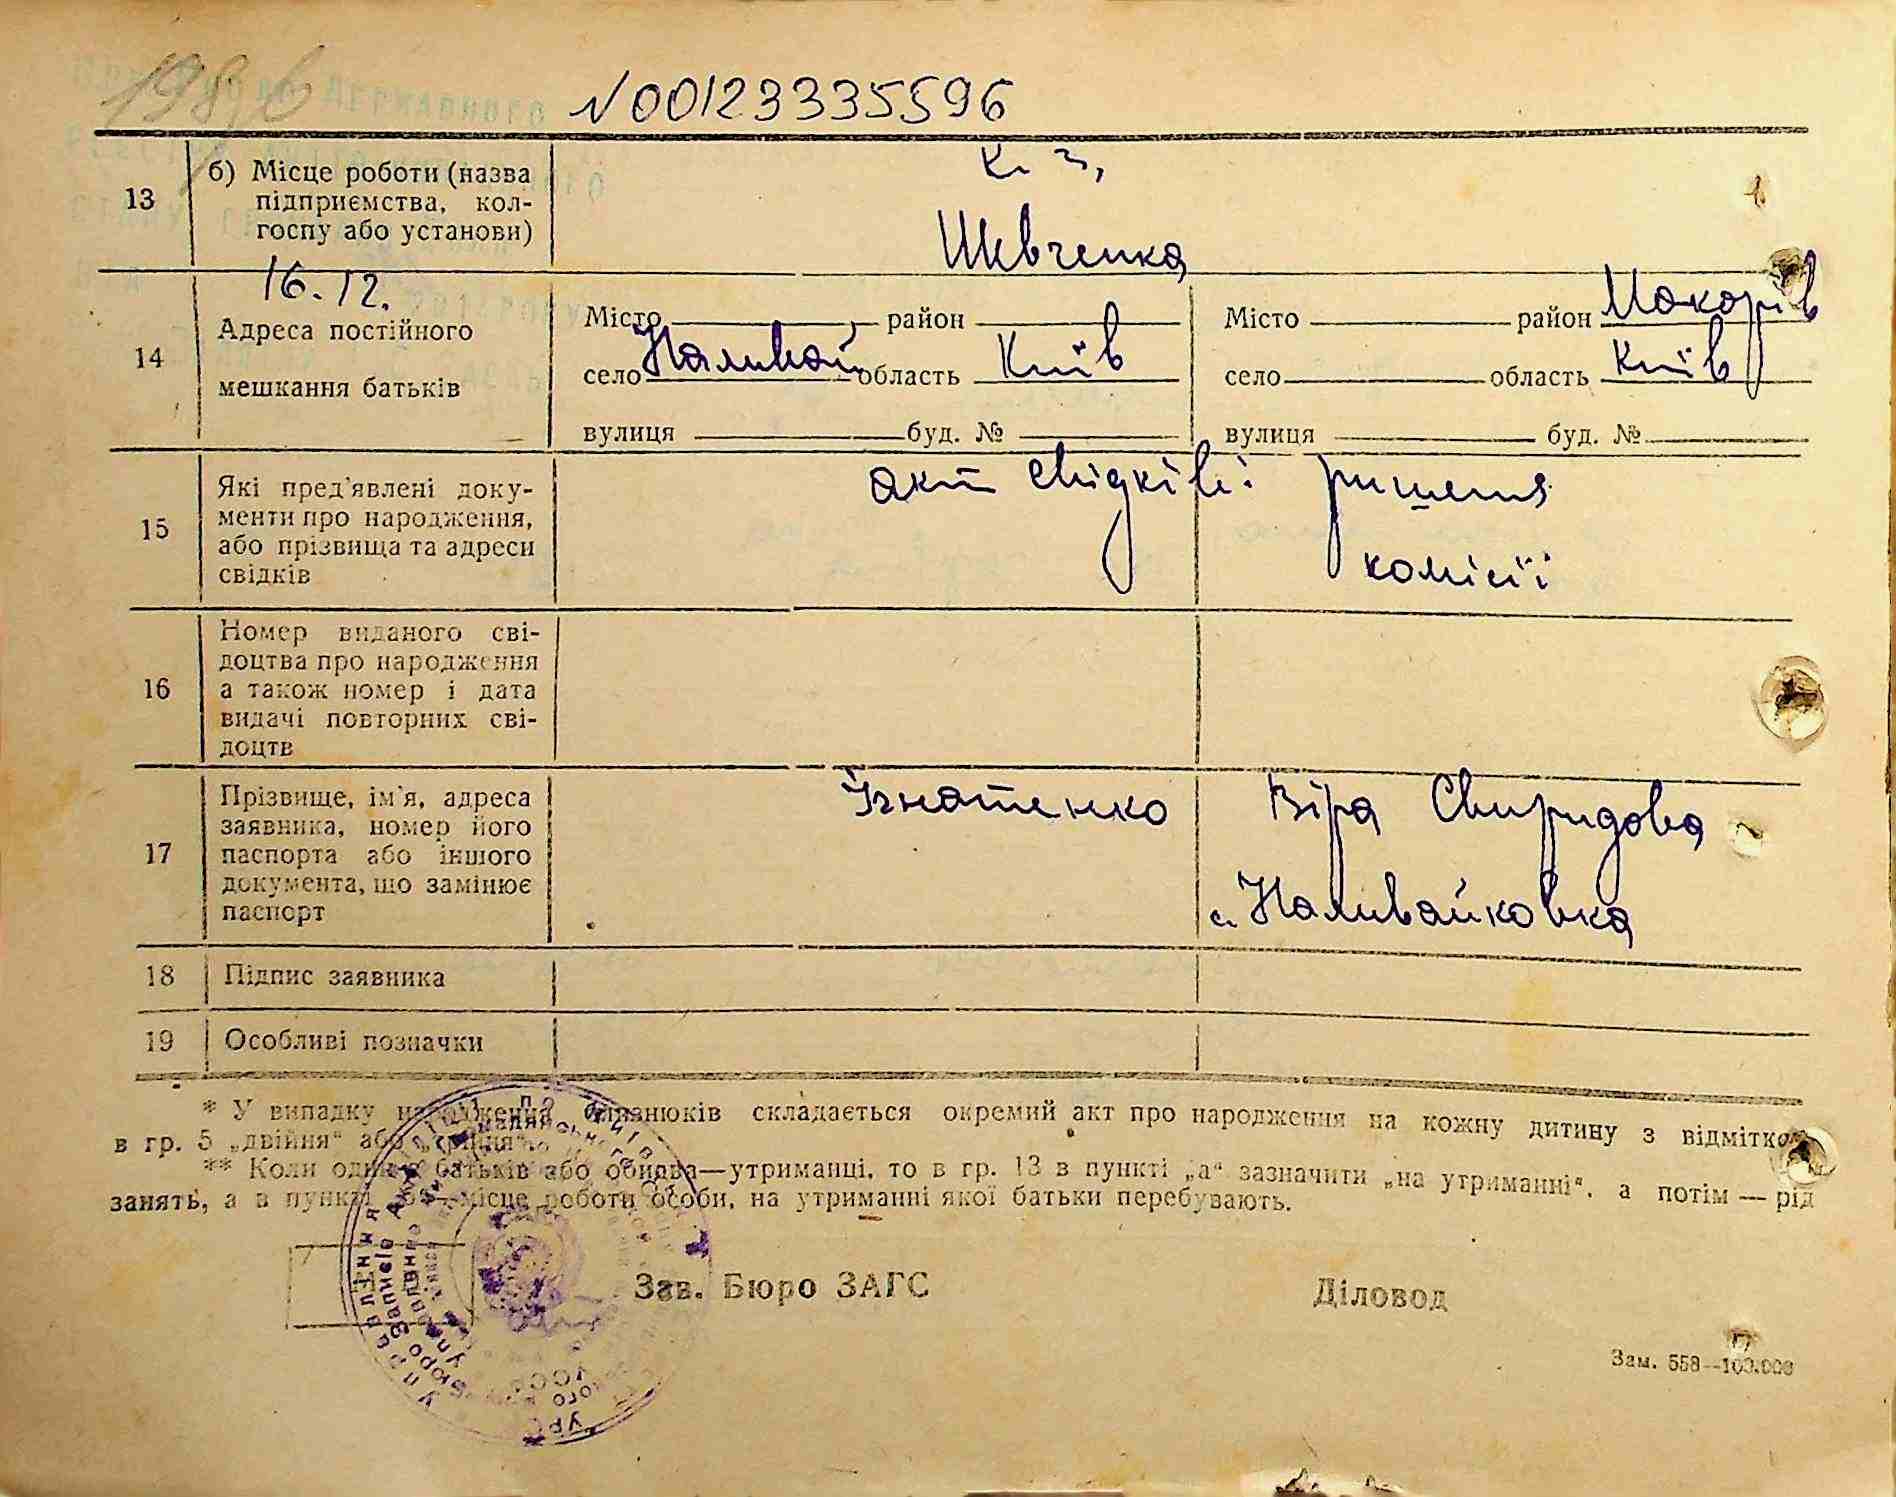 198,6
N00123335596
13
б) Місце роботи (назва
підприємства, кол-
госпу або установи)
к. з,
Шевченка
16.12.
14
Адреса постійного
мешкання батьків
Місто район
село Наливай область Київ
вулиця буд. №
Місто район Макарів
село область Київ
вулиця буд. №
15
Які пред'явлені доку-
менти про народження,
або прізвища та адреси
свідків
акт свідків: ришення
комісії
16
Номер виданого сві-
доцтва про народження
а також номер і дата
видачі повторних сві-
доцтв
17
Прізвище, ім'я, адреса
заявника, номер його
паспорта або іншого
документа, що замінює
паспорт
Ігнатенко Віра Свиридова
с. Наливайковка
18 Підпис заявника
19 Особливі позначки
* У випадку народження близнюків складається окремий акт про народження на кожну дитину з відміткою
в гр. 5 „двійня“ або „трійня“.
** Коли один з батьків або обидва—утриманці, то в гр. 13 в пункті „а“ зазначити „на утриманні“, а потім — рід
занять, а в пункті „б“ місце роботи особи, на утриманні якої батьки перебувають.
Зав. Бюро ЗАГС
Діловод
Зам. 558--100.000